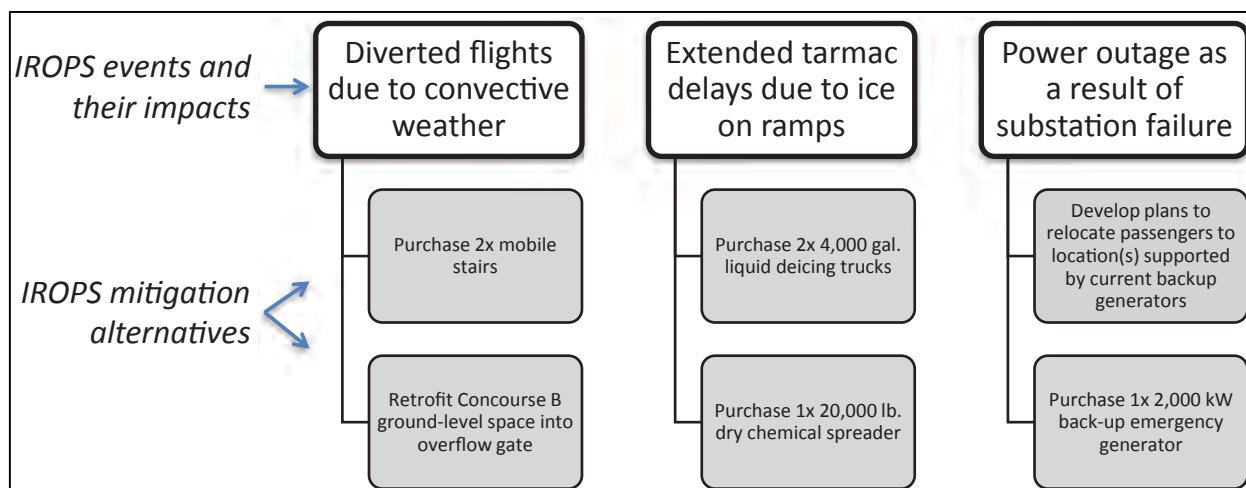 IROPS events and
their impacts
Diverted flights
due to convective
weather
Extended tarmac
delays due to ice
on ramps
Power outage as
a result of
substation failure
IROPS mitigation
alternatives
Purchase 2x mobile
stairs
Purchase 2x 4,000 gal.
liquid deicing trucks
Develop plans to
relocate passengers to
location(s) supported
by current backup
generators
Retrofit Concourse B
ground-level space into
overflow gate
Purchase 1x 20,000 lb.
dry chemical spreader
Purchase 1x 2,000 kW
back-up emergency
generator